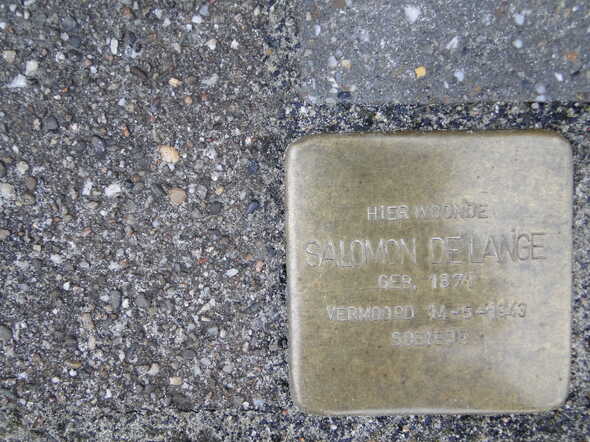 HIER WOONDE
SALOMON DE LANGE
GEB. 1871
VERMOORD 14-5-1943
SOBIBOR